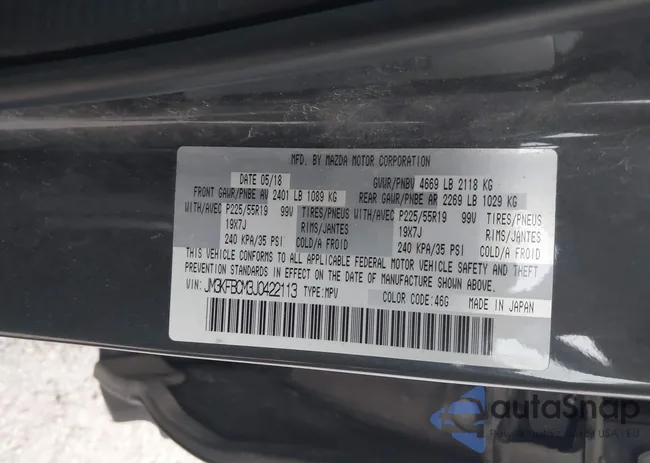 MFD. BY MAZDA MOTOR CORPORATION
DATE 05/18 GVWR/PNBV 4669 LB 2118 KG
FRONT GAWR/PNBE AV 2401 LB 1089 KG REAR GAWR/PNBE AR 2269 LB 1029 KG
WITH/AVEC P225/55R19 99V TIRES/PNEUS WITH/AVEC P225/55R19 99V TIRES/PNEUS
19X7J RIMS/JANTES 19X7J RIMS/JANTES
240 KPA/35 PSI COLD/A FROID 240 KPA/35 PSI COLD/A FROID
THIS VEHICLE CONFORMS TO ALL APPLICABLE FEDERAL MOTOR VEHICLE SAFETY AND THEFT
PREVENTION STANDARDS IN EFFECT ON THE DATE OF MANUFACTURE SHOWN ABOVE.
VIN: JM3KFBCM3J0422113 TYPE:MPV COLOR CODE:46G MADE IN JAPAN
autoSnap